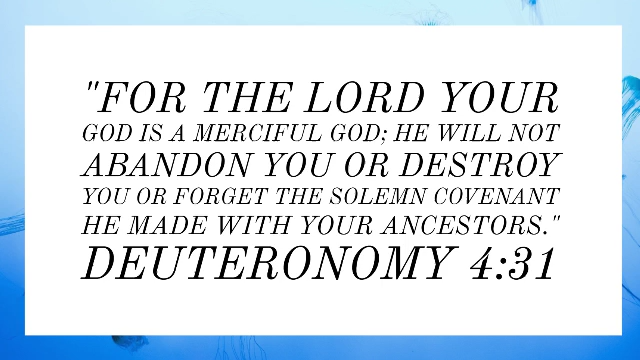 "FOR THE LORD YOUR
GOD IS A MERCIFUL GOD; HE WILL NOT
ABANDON YOU OR DESTROY
YOU OR FORGET THE SOLEMN COVENANT
HE MADE WITH YOUR ANCESTORS."
DEUTERONOMY 4:31